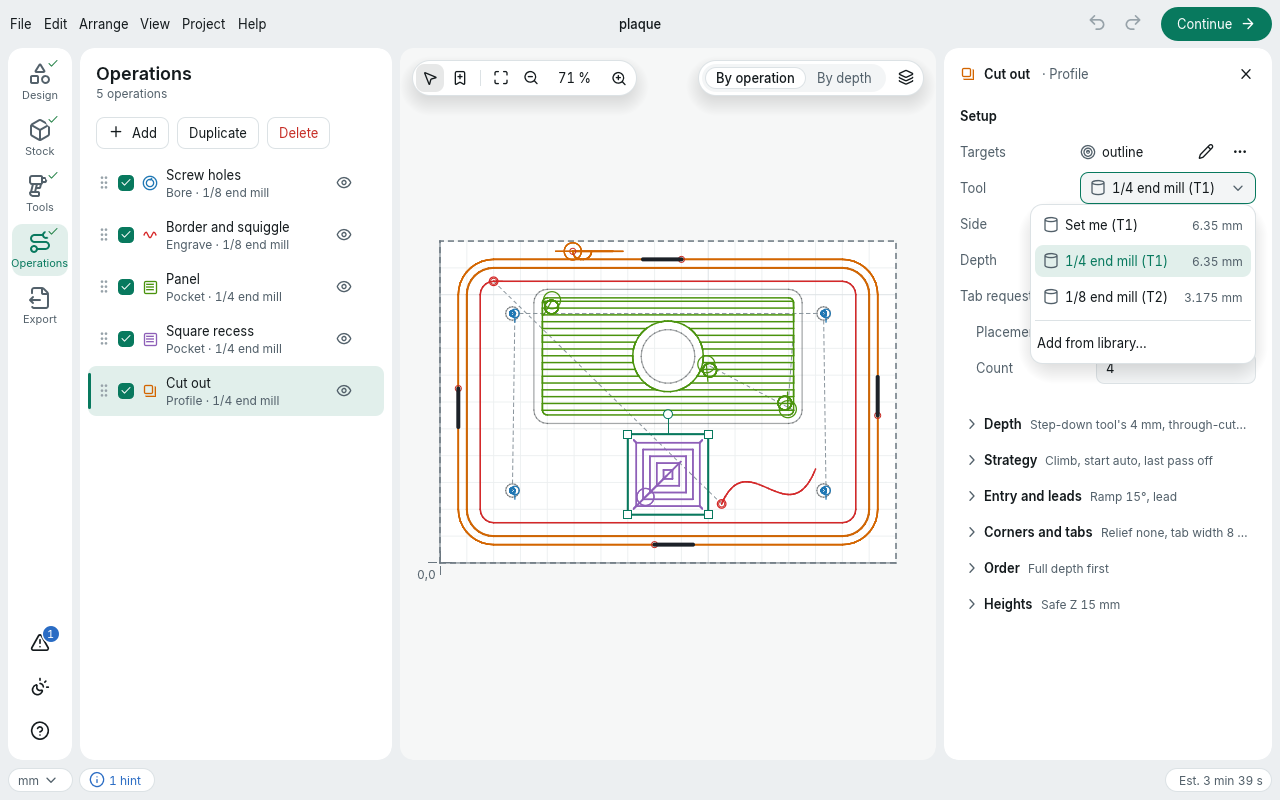 File Edit Arrange View Project Help
plaque
Continue
Design
Stock
Tools
Operations
Export
1
Operations
5 operations
Add
Duplicate
Delete
Screw holes
Bore · 1/8 end mill
Border and squiggle
Engrave · 1/8 end mill
Panel
Pocket · 1/4 end mill
Square recess
Pocket · 1/4 end mill
Cut out
Profile · 1/4 end mill
71 %
By operation
By depth
0,0
Cut out · Profile
Setup
Targets
outline
Tool
1/4 end mill (T1)
Side
Depth
Tab request
Placeme
Count
4
Set me (T1) 6.35 mm
1/4 end mill (T1) 6.35 mm
1/8 end mill (T2) 3.175 mm
Add from library...
Depth Step-down tool's 4 mm, through-cut...
Strategy Climb, start auto, last pass off
Entry and leads Ramp 15°, lead
Corners and tabs Relief none, tab width 8 ...
Order Full depth first
Heights Safe Z 15 mm
mm
1 hint
Est. 3 min 39 s